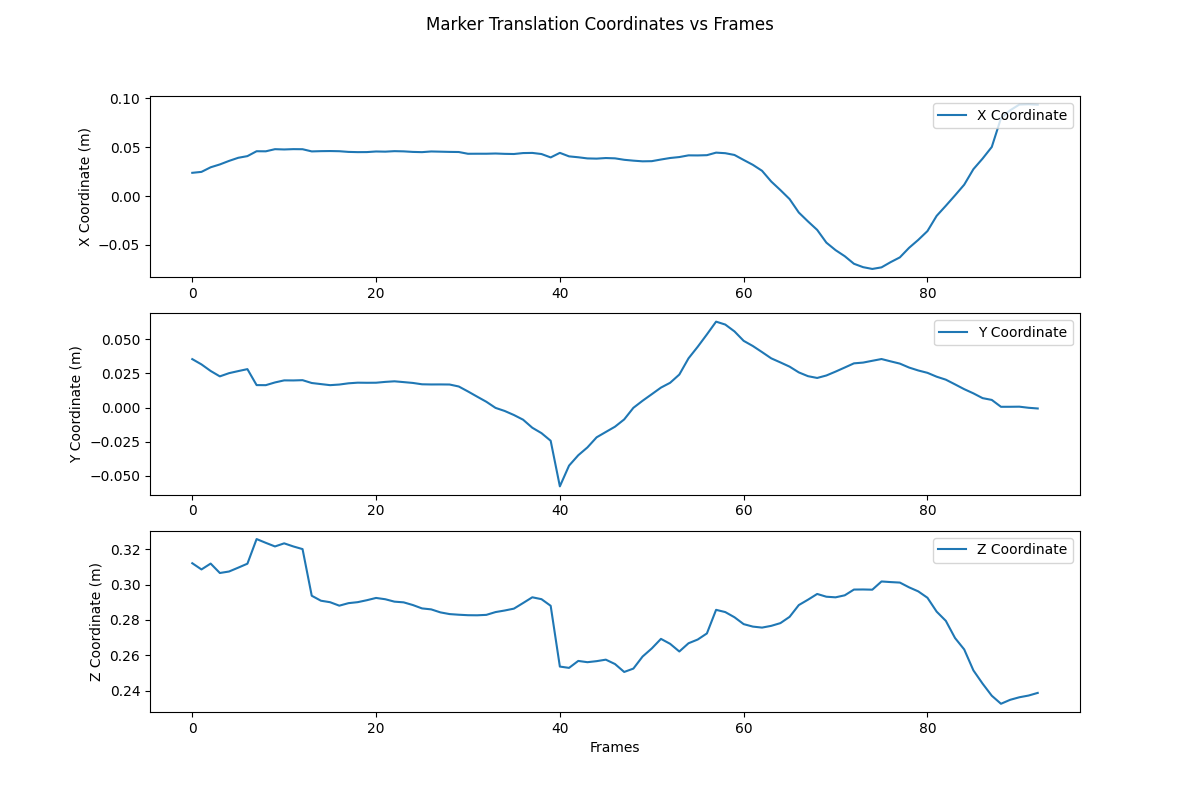 Marker Translation Coordinates vs Frames
0.10
0.05
0.00
−0.05
X Coordinate (m)
X Coordinate
0 20 40 60 80
0.050
0.025
0.000
−0.025
−0.050
Y Coordinate (m)
Y Coordinate
0 20 40 60 80
0.32
0.30
0.28
0.26
0.24
Z Coordinate (m)
Z Coordinate
0 20 40 60 80
Frames